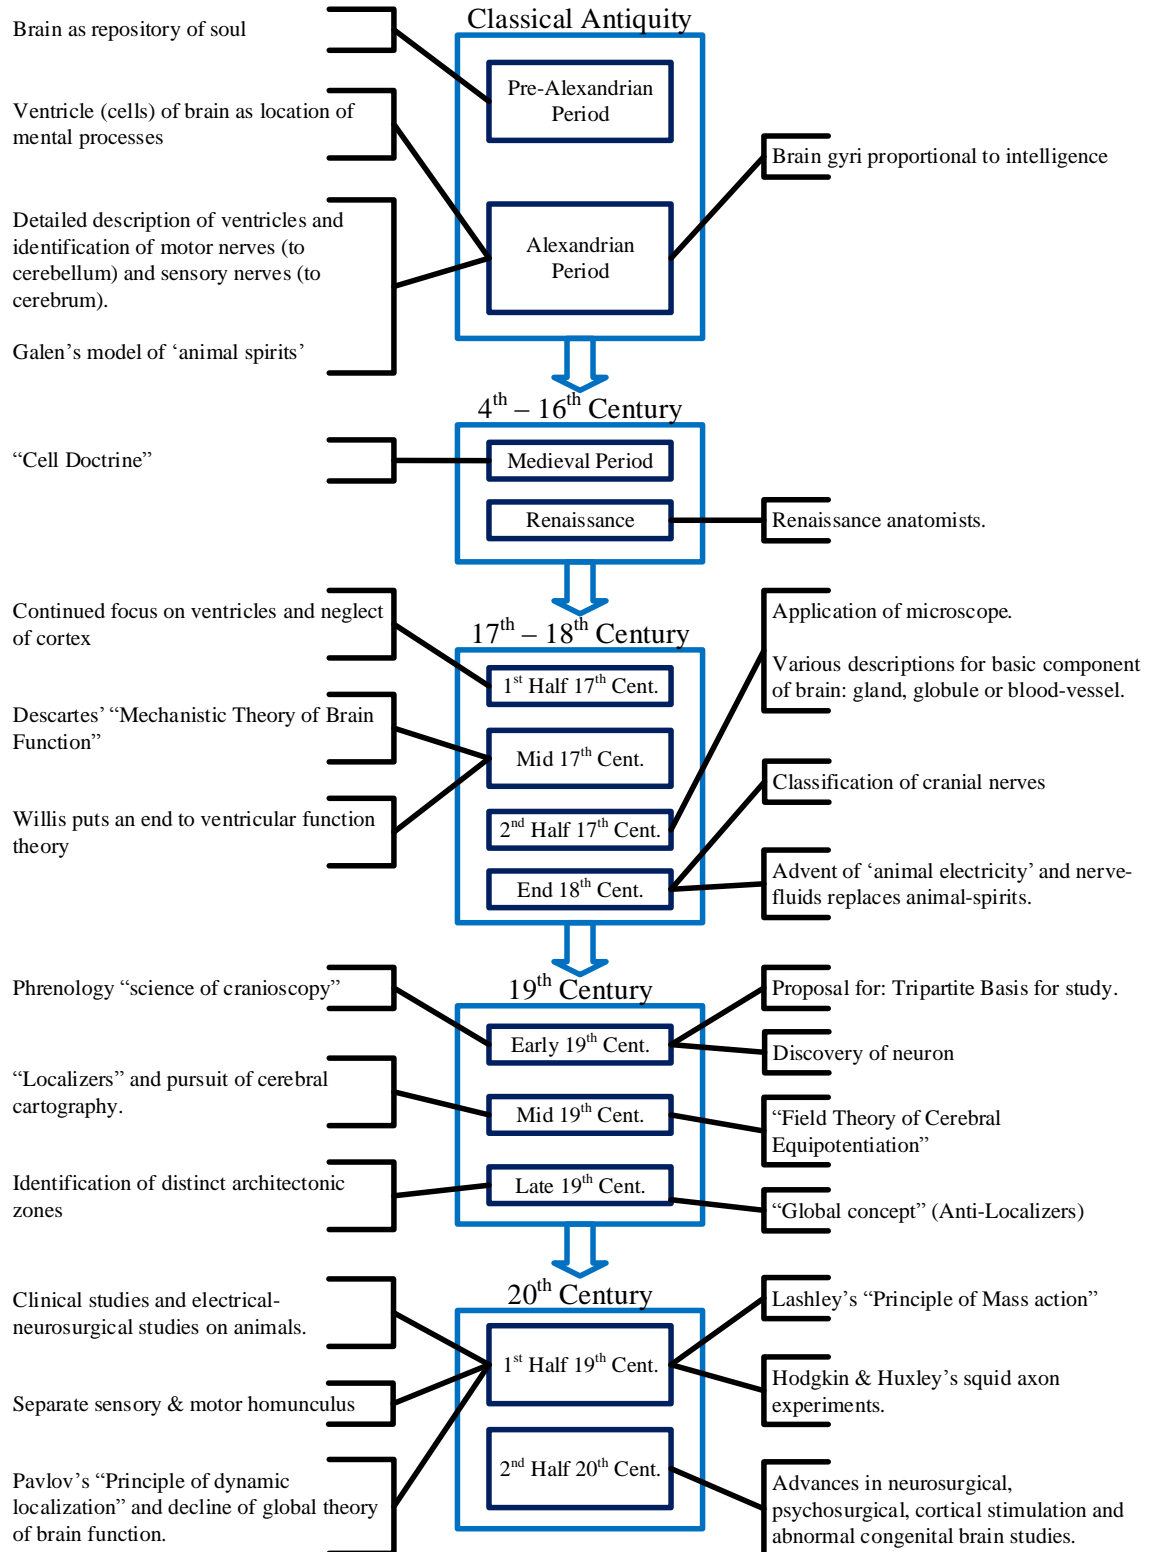 Classical Antiquity
Brain as repository of soul
Pre-Alexandrian
Period
Ventricle (cells) of brain as location of
mental processes
Brain gyri proportional to intelligence
Detailed description of ventricles and
identification of motor nerves (to
cerebellum) and sensory nerves (to
cerebrum).
Galen’s model of ‘animal spirits’
Alexandrian
Period
4th – 16th Century
“Cell Doctrine”
Medieval Period
Renaissance
Renaissance anatomists.
17th – 18th Century
Continued focus on ventricles and neglect
of cortex
1st Half 17th Cent.
Application of microscope.
Various descriptions for basic component
of brain: gland, globule or blood-vessel.
Descartes’ “Mechanistic Theory of Brain
Function”
Mid 17th Cent.
Willis puts an end to ventricular function
theory
2nd Half 17th Cent.
Classification of cranial nerves
End 18th Cent.
Advent of ‘animal electricity’ and nerve-
fluids replaces animal-spirits.
19th Century
Phrenology “science of cranioscopy”
Early 19th Cent.
Proposal for: Tripartite Basis for study.
Discovery of neuron
“Localizers” and pursuit of cerebral
cartography.
Mid 19th Cent.
“Field Theory of Cerebral
Equipotentiation”
Identification of distinct architectonic
zones
Late 19th Cent.
“Global concept” (Anti-Localizers)
20th Century
Clinical studies and electrical-
neurosurgical studies on animals.
1st Half 19th Cent.
Lashley’s “Principle of Mass action”
Separate sensory & motor homunculus
Hodgkin & Huxley’s squid axon
experiments.
Pavlov’s “Principle of dynamic
localization” and decline of global theory
of brain function.
2nd Half 20th Cent.
Advances in neurosurgical,
psychosurgical, cortical stimulation and
abnormal congenital brain studies.